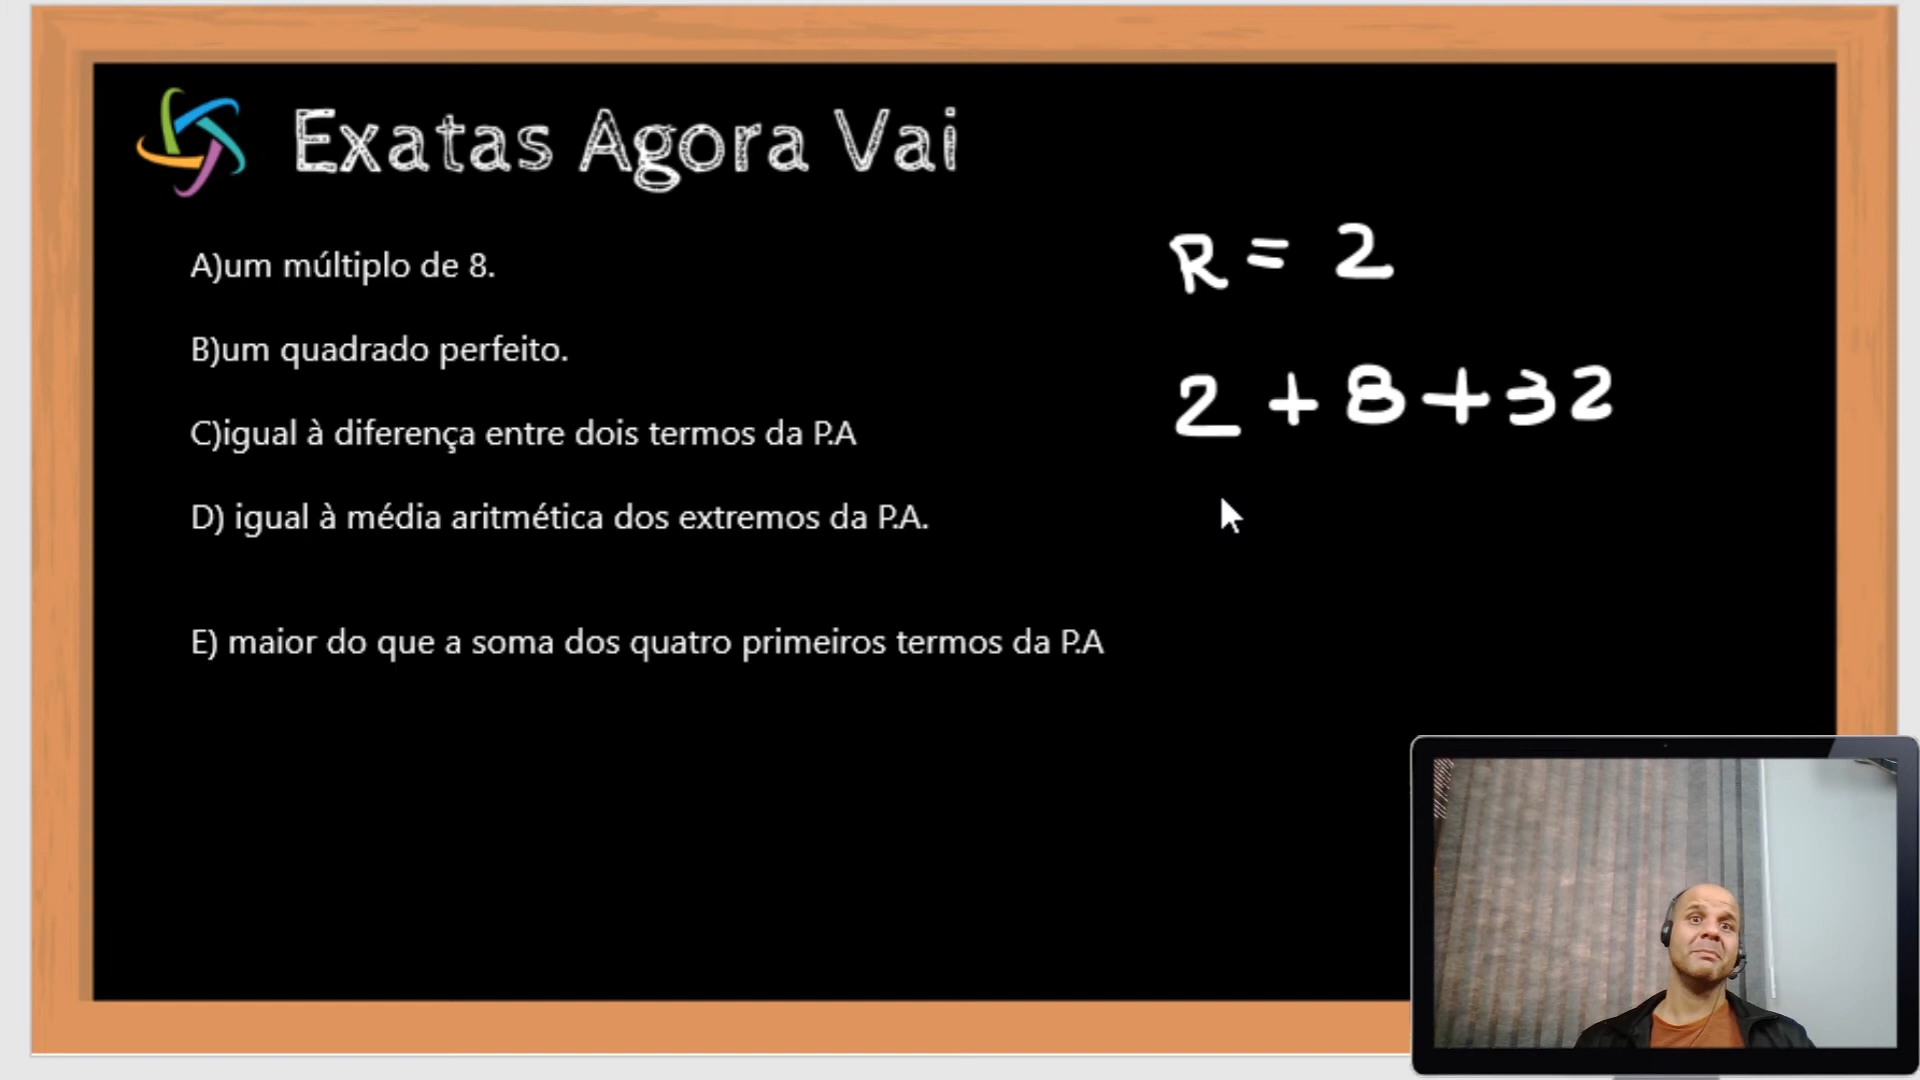 Exatas Agora Vai
A)um múltiplo de 8.
B)um quadrado perfeito.
C)igual à diferença entre dois termos da P.A
D) igual à média aritmética dos extremos da P.A.
E) maior do que a soma dos quatro primeiros termos da P.A
R = 2
2 + 8 + 32